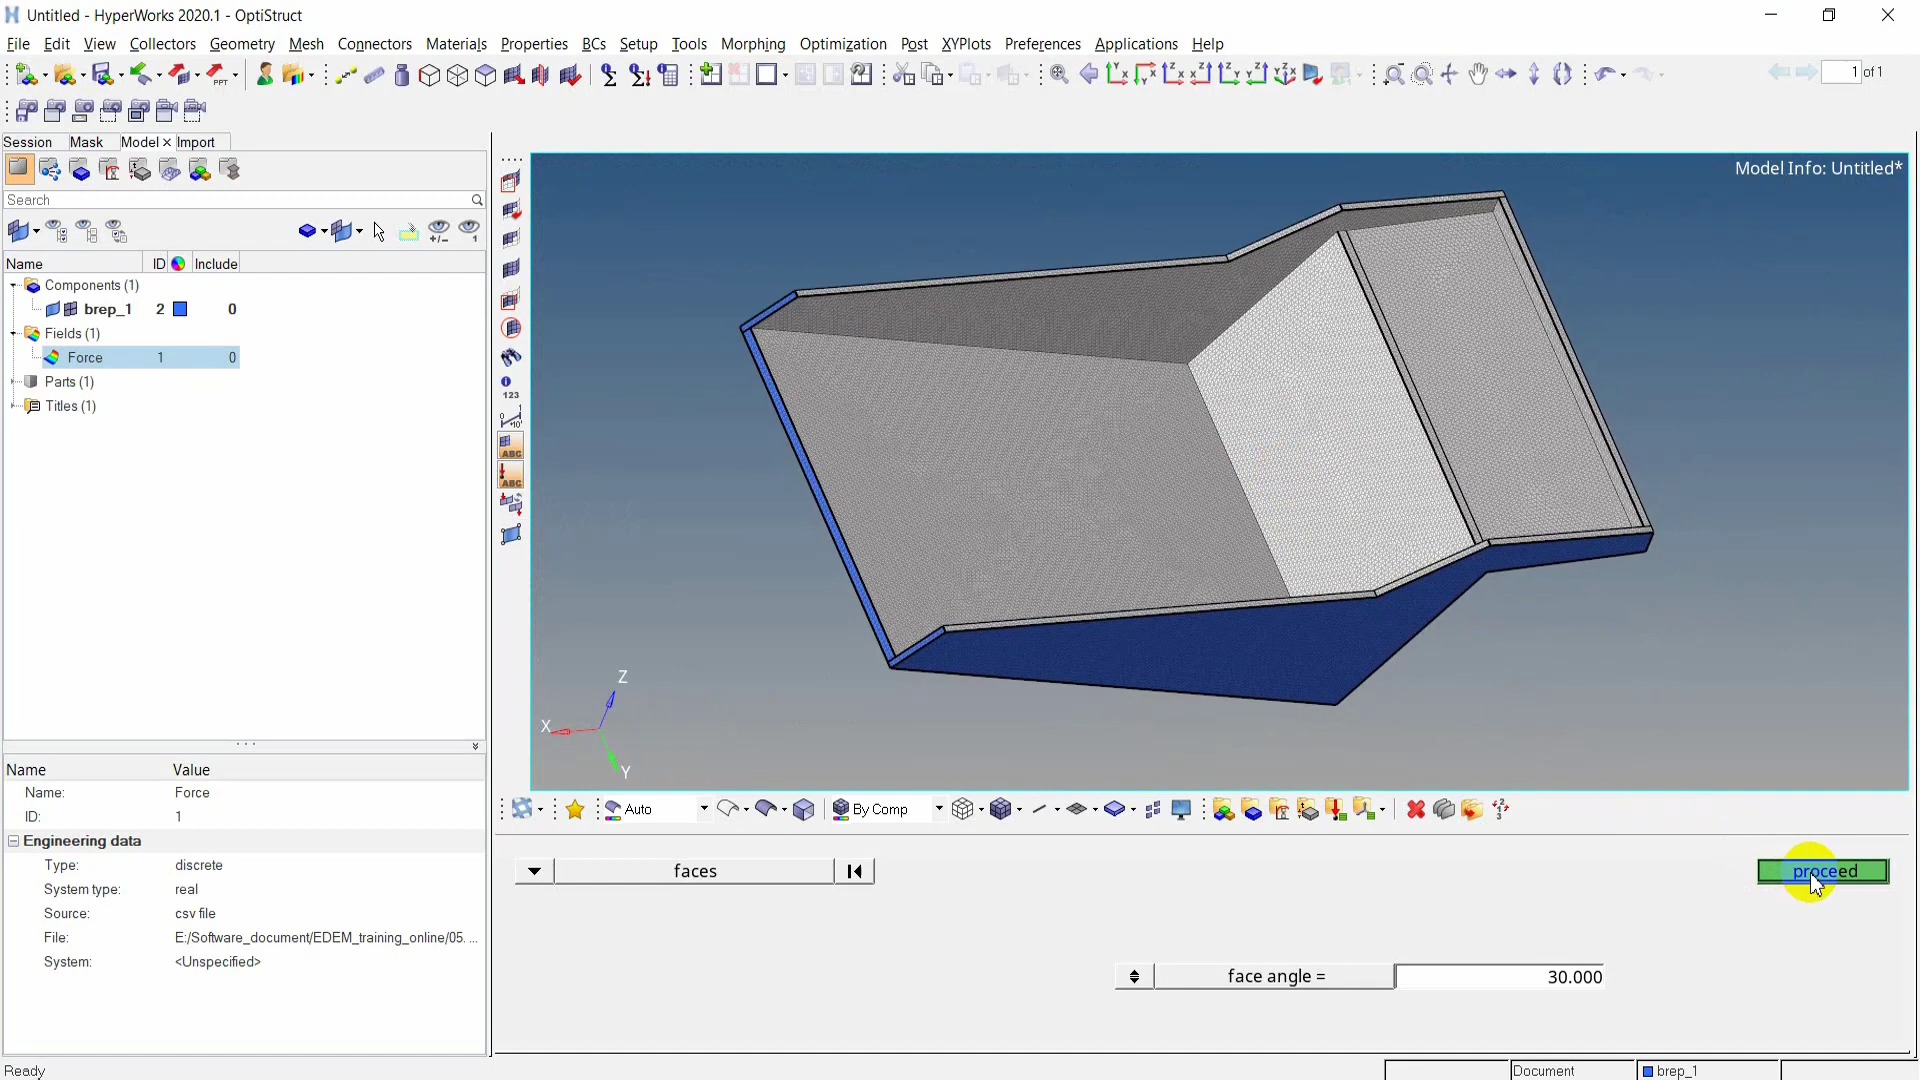 Untitled - HyperWorks 2020.1 - OptiStruct
File Edit View Collectors Geometry Mesh Connectors Materials Properties BCs Setup Tools Morphing Optimization Post XYPlots Preferences Applications Help
1 of 1
Session Mask Model × Import
Search
Model Info: Untitled*
Name ID Include
Components (1)
brep_1 2 0
Fields (1)
Force 1 0
Parts (1)
Titles (1)
123
ABC
ABC
Z
X
Y
Name Value
Name: Force
ID: 1
Engineering data
Type: discrete
System type: real
Source: csv file
File: E:/Software_document/EDEM_training_online/05. ...
System: <Unspecified>
Auto By Comp
faces proceed
face angle = 30.000
Ready Document brep_1